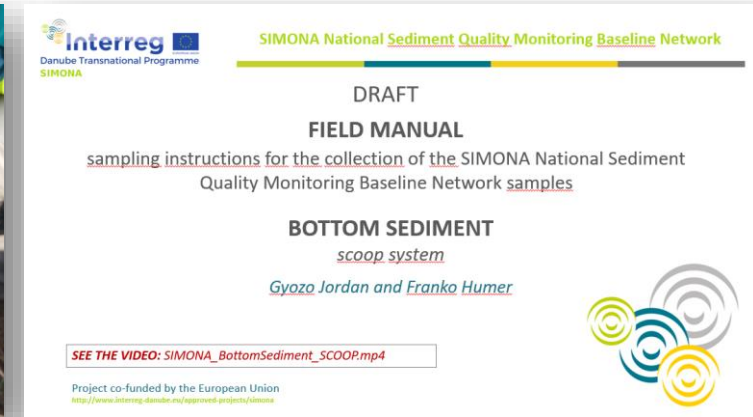 Interreg
Danube Transnational Programme
SIMONA
SIMONA National Sediment Quality Monitoring Baseline Network
DRAFT
FIELD MANUAL
sampling instructions for the collection of the SIMONA National Sediment
Quality Monitoring Baseline Network samples
BOTTOM SEDIMENT
scoop system
Gyozo Jordan and Franko Humer
SEE THE VIDEO: SIMONA_BottomSediment_SCOOP.mp4
Project co-funded by the European Union
http://www.interreg-danube.eu/approved-projects/simona